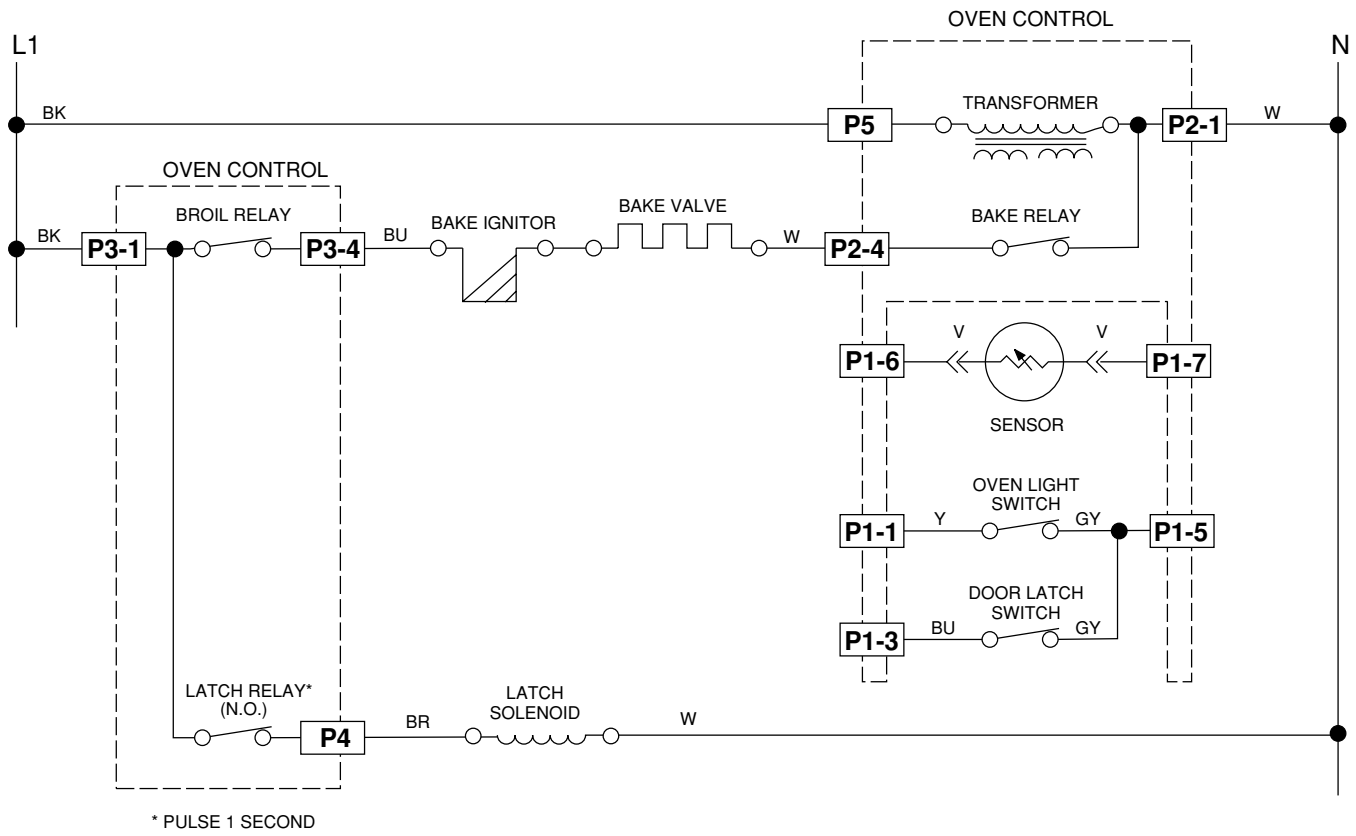 OVEN CONTROL
L1
N
BK
P5
TRANSFORMER
P2-1
W
OVEN CONTROL
BK
P3-1
BROIL RELAY
P3-4
BU
BAKE IGNITOR
BAKE VALVE
W
P2-4
BAKE RELAY
P1-6
V
V
P1-7
SENSOR
OVEN LIGHT
SWITCH
P1-1
Y
GY
P1-5
DOOR LATCH
SWITCH
P1-3
BU
GY
LATCH RELAY*
(N.O.)
P4
BR
LATCH
SOLENOID
W
* PULSE 1 SECOND